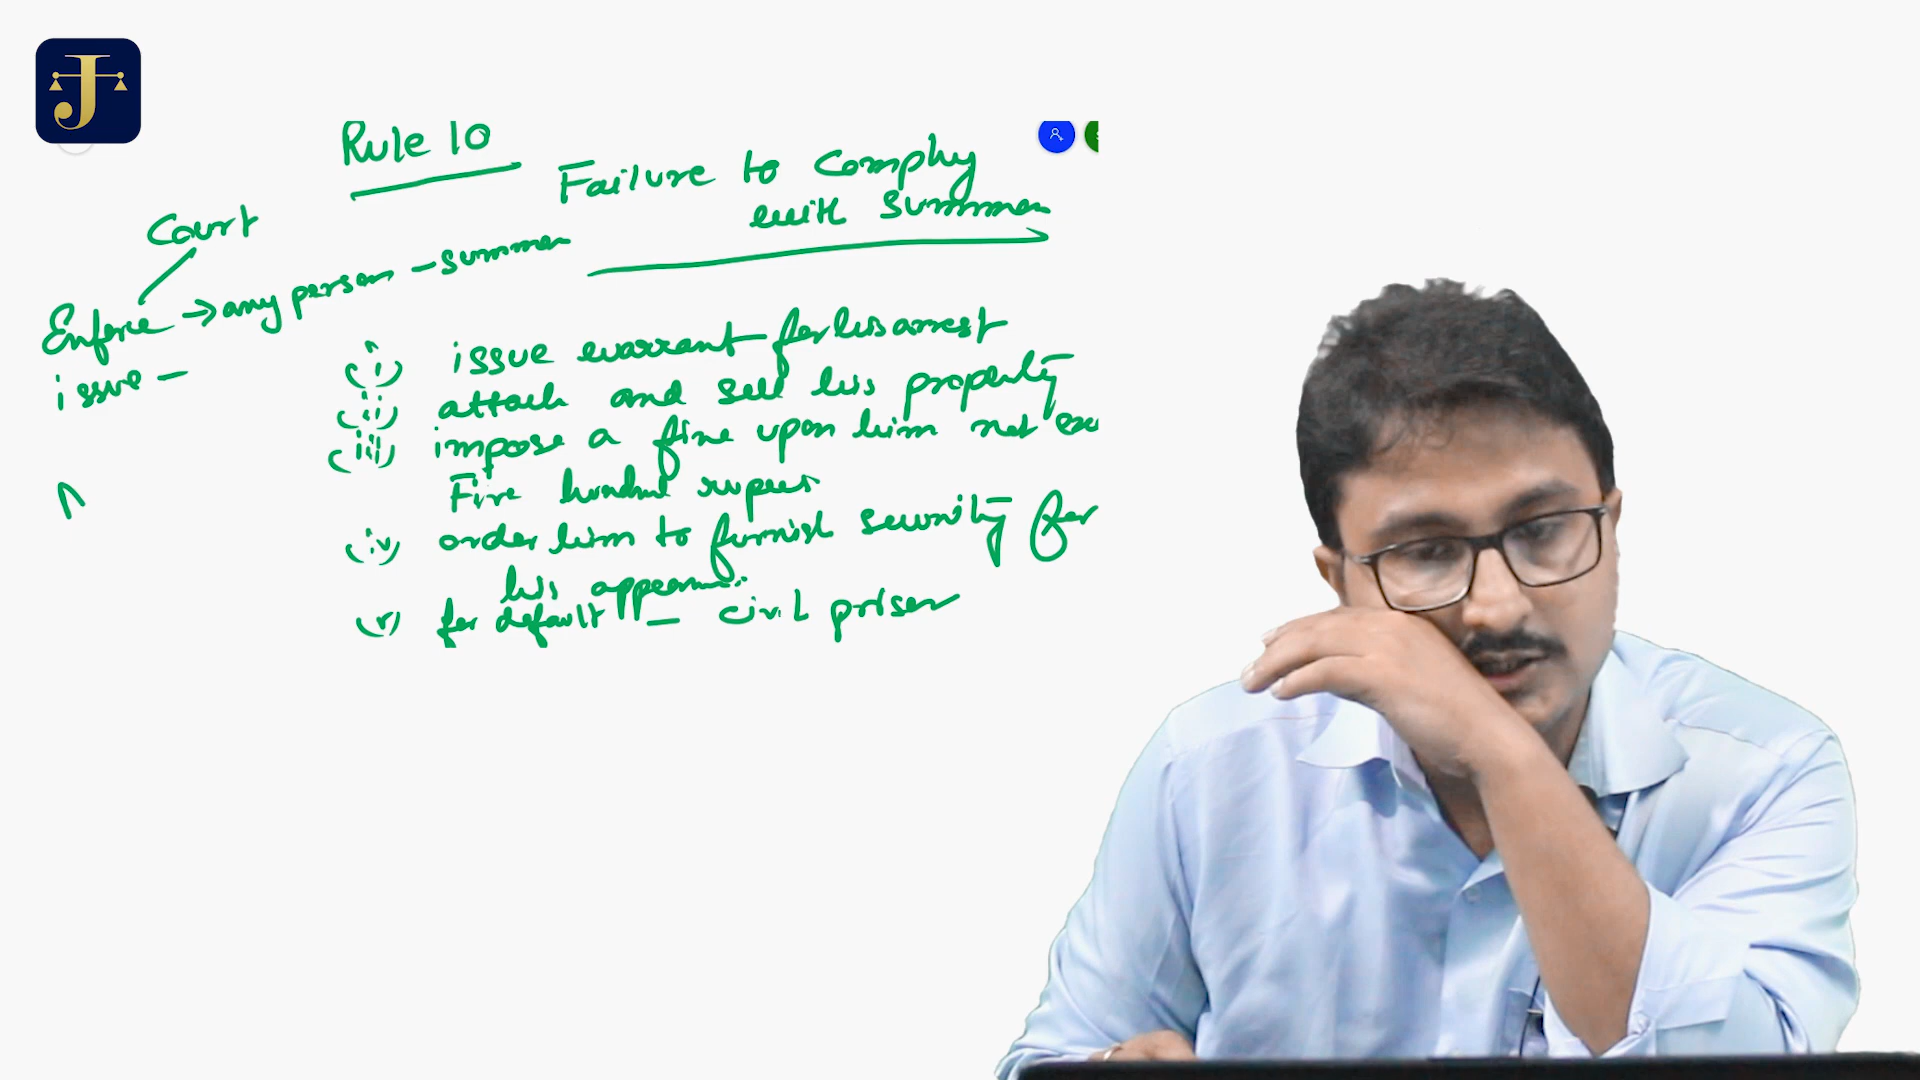 J
Rule 10
Failure to Comply
with Summon
Court
Enforce → any person - summon
issue -
(i) issue warrant for his arrest
(ii) attach and sell his property
(iii) impose a fine upon him not exc
Five hundred rupees
(iv) order him to furnish security for
his appearance
(v) for default - civil prison